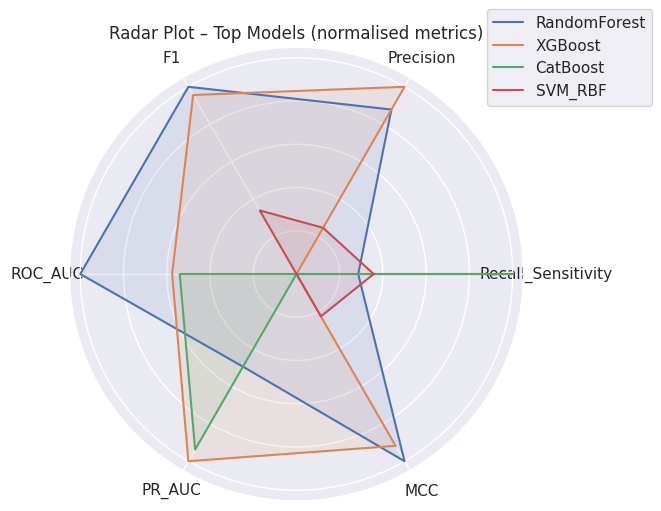 Radar Plot – Top Models (normalised metrics)
RandomForest
XGBoost
CatBoost
SVM_RBF
F1
Precision
ROC_AUC
Recall_Sensitivity
PR_AUC
MCC